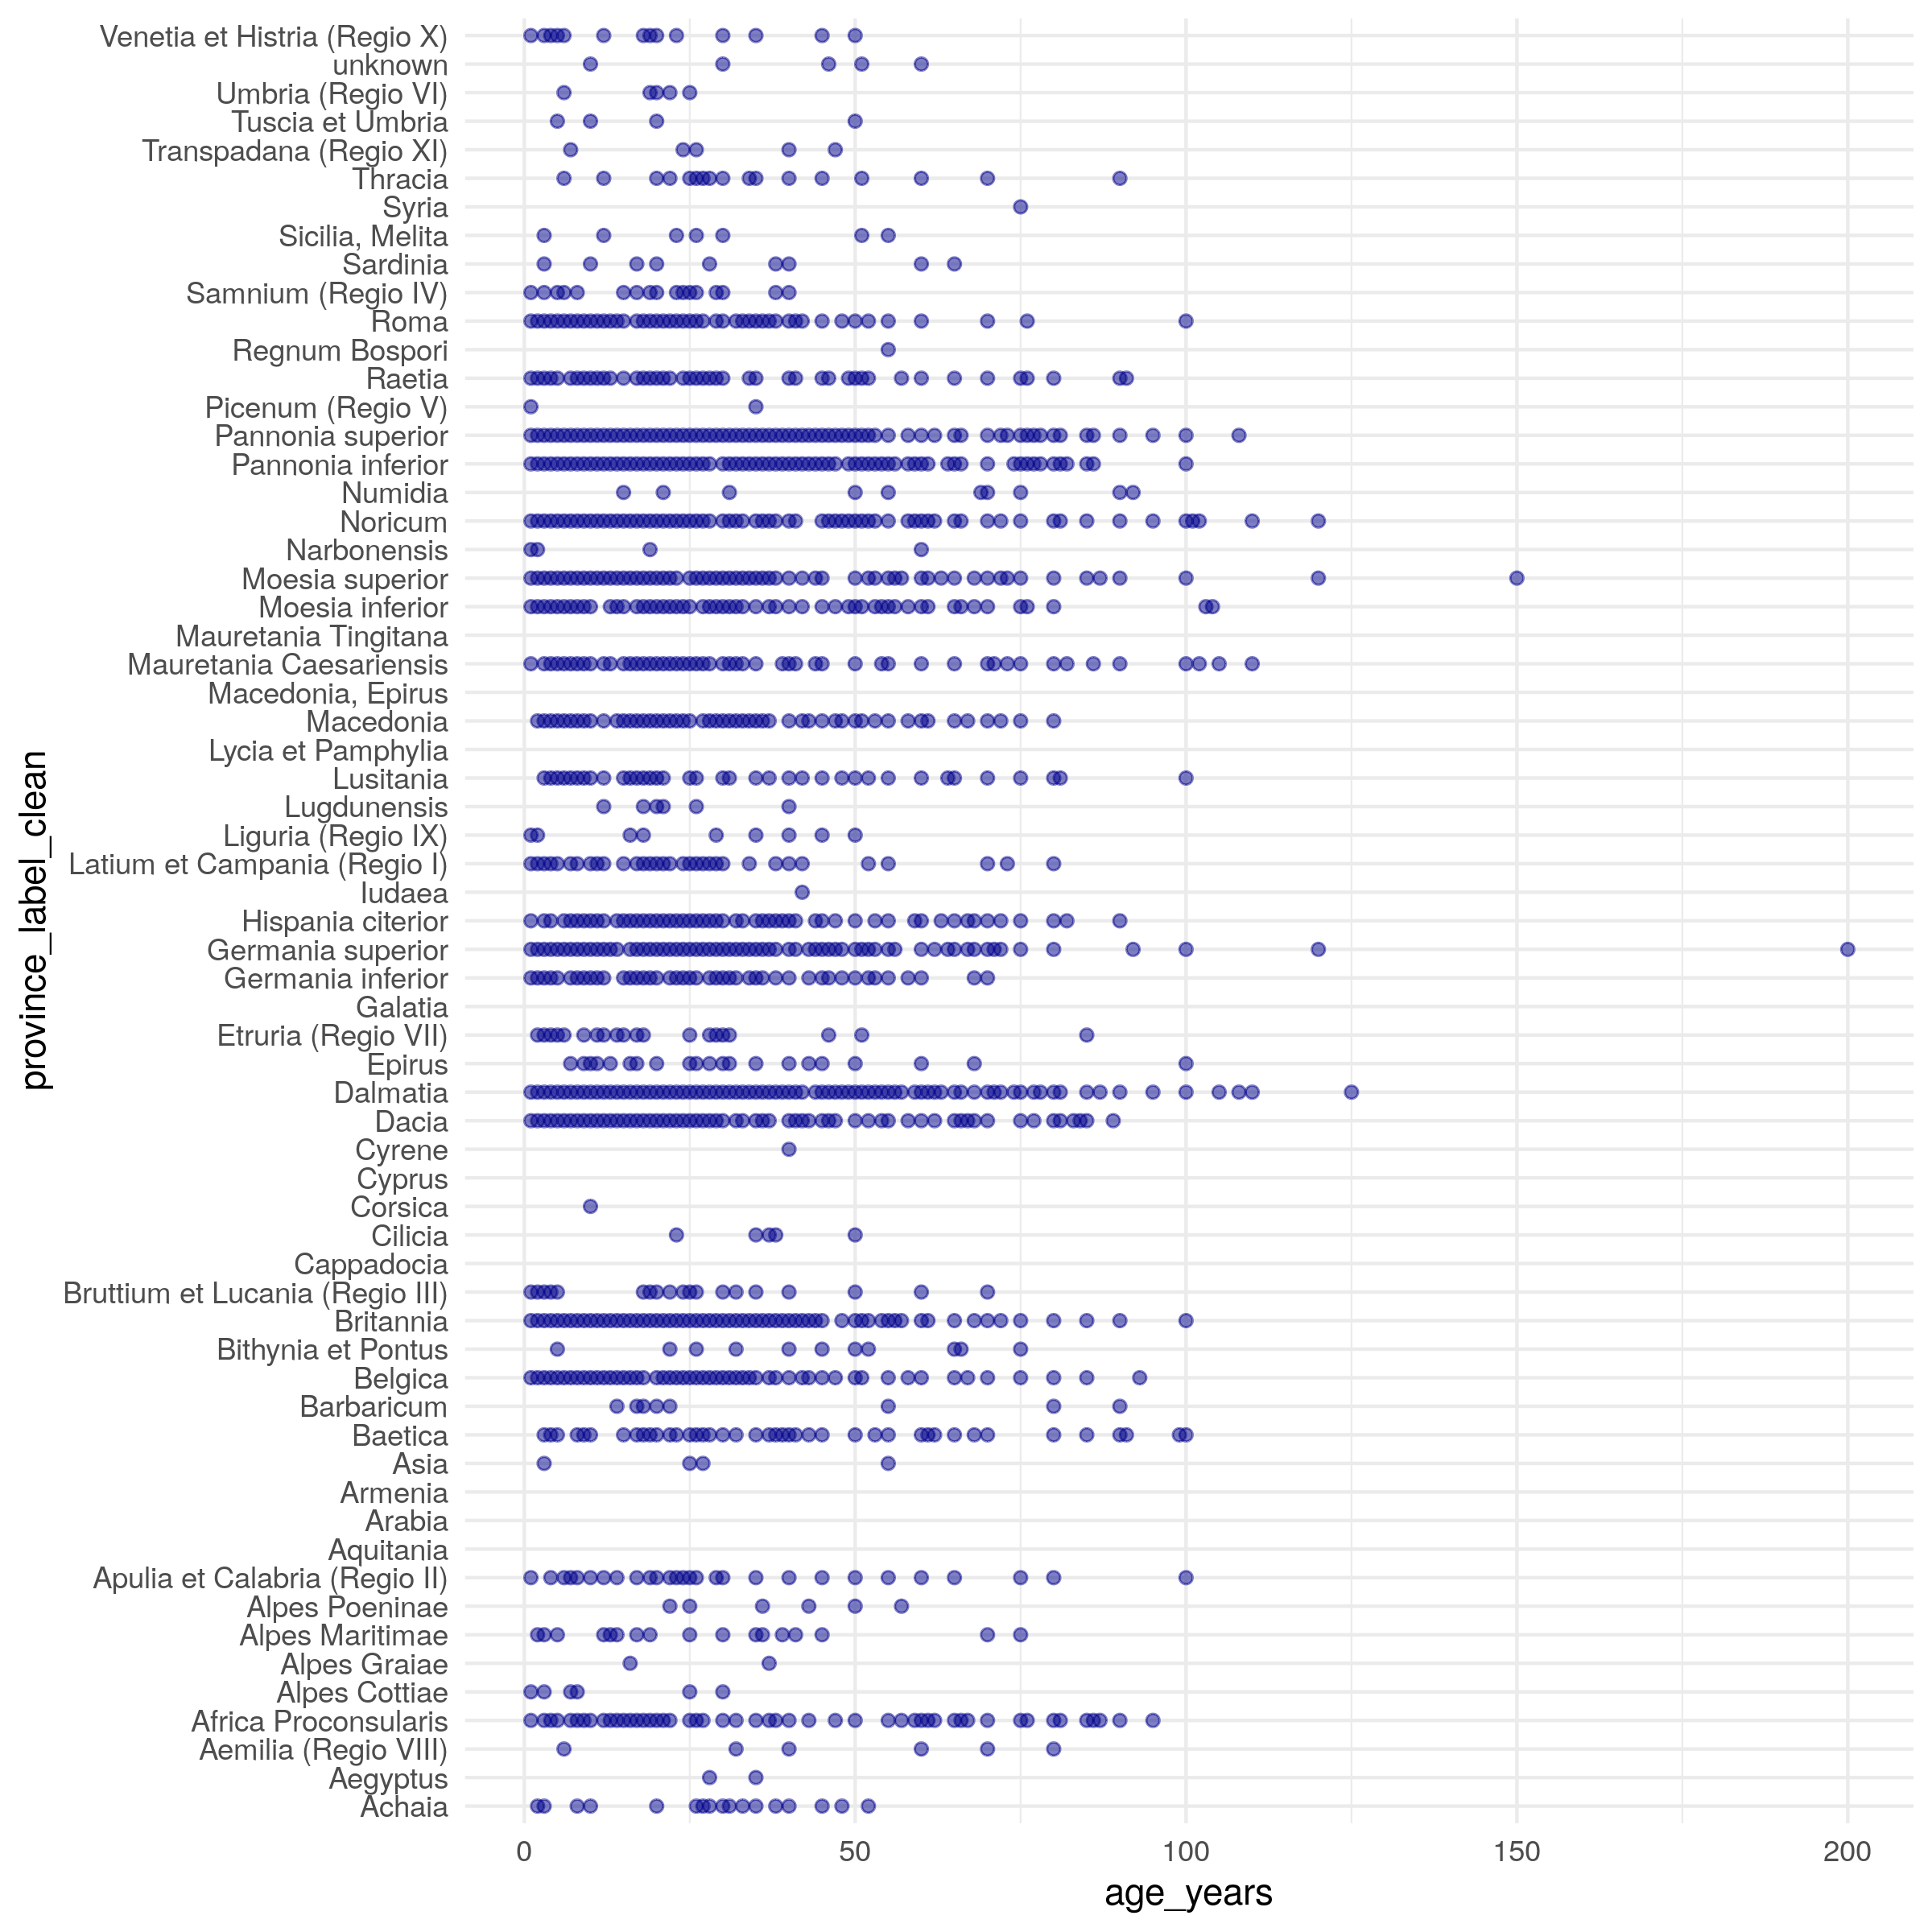 Venetia et Histria (Regio X)
unknown
Umbria (Regio VI)
Tuscia et Umbria
Transpadana (Regio XI)
Thracia
Syria
Sicilia, Melita
Sardinia
Samnium (Regio IV)
Roma
Regnum Bospori
Raetia
Picenum (Regio V)
Pannonia superior
Pannonia inferior
Numidia
Noricum
Narbonensis
Moesia superior
Moesia inferior
Mauretania Tingitana
Mauretania Caesariensis
Macedonia, Epirus
Macedonia
Lycia et Pamphylia
Lusitania
Lugdunensis
Liguria (Regio IX)
Latium et Campania (Regio I)
Iudaea
Hispania citerior
Germania superior
Germania inferior
Galatia
Etruria (Regio VII)
Epirus
Dalmatia
Dacia
Cyrene
Cyprus
Corsica
Cilicia
Cappadocia
Bruttium et Lucania (Regio III)
Britannia
Bithynia et Pontus
Belgica
Barbaricum
Baetica
Asia
Armenia
Arabia
Aquitania
Apulia et Calabria (Regio II)
Alpes Poeninae
Alpes Maritimae
Alpes Graiae
Alpes Cottiae
Africa Proconsularis
Aemilia (Regio VIII)
Aegyptus
Achaia
province_label_clean
0 50 100 150 200
age_years